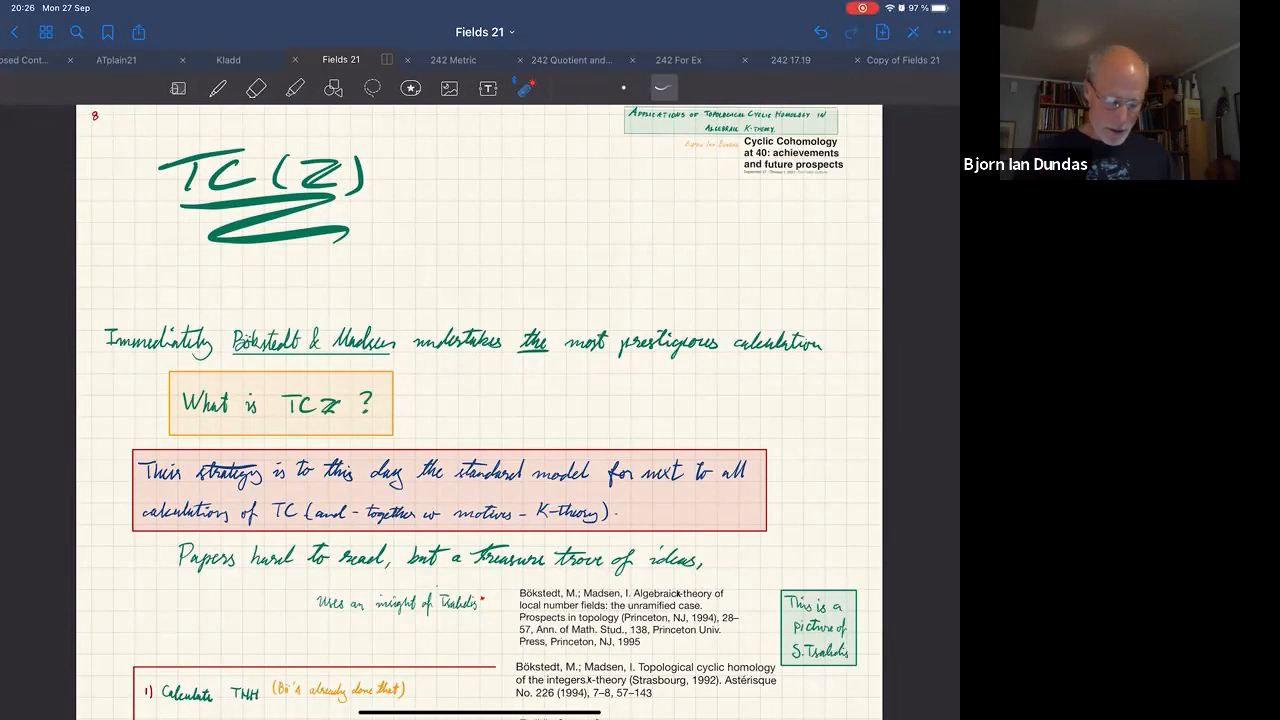 20:26 Mon 27 Sep
97 %
Fields 21
osed Cont...
ATplain21
Kladd
Fields 21
242 Metric
242 Quotient and...
242 For Ex
242 17.19
Copy of Fields 21
8
APPLICATIONS OF TOPOLOGICAL CYCLIC HOMOLOGY IN
ALGEBRAIC K-THEORY
Bjørn Ian Dundas
Cyclic Cohomology
at 40: achievements
and future prospects
TC(Z)
Bjorn Ian Dundas
Immediately Bökstedt & Madsen undertakes the most prestigious calculation
What is TCZ ?
Their strategy is to this day the standard model for next to all
calculations of TC (and - together w motives - K-theory).
Papers hard to read, but a treasure trove of ideas,
Uses an insight of Tsalidis*
Bökstedt, M.; Madsen, I. Algebraic k-theory of
local number fields: the unramified case.
Prospects in topology (Princeton, NJ, 1994), 28–
57, Ann. of Math. Stud., 138, Princeton Univ.
Press, Princeton, NJ, 1995
This is a
picture of
S. Tsalidis
Bökstedt, M.; Madsen, I. Topological cyclic homology
of the integers k-theory (Strasbourg, 1992). Astérisque
No. 226 (1994), 7–8, 57–143
1) Calculate THH (Bö's already done that)